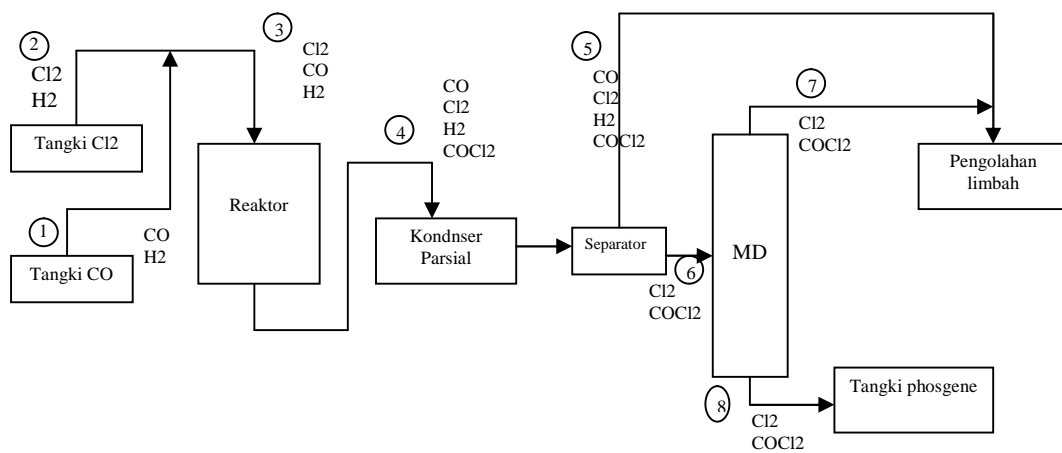 2
Cl2
H2
Tangki Cl2
1
CO
H2
Tangki CO
3
Cl2
CO
H2
Reaktor
4
CO
Cl2
H2
COCl2
Kondnser
Parsial
5
CO
Cl2
H2
COCl2
Separator
6
Cl2
COCl2
MD
7
Cl2
COCl2
Pengolahan
limbah
8
Cl2
COCl2
Tangki phosgene